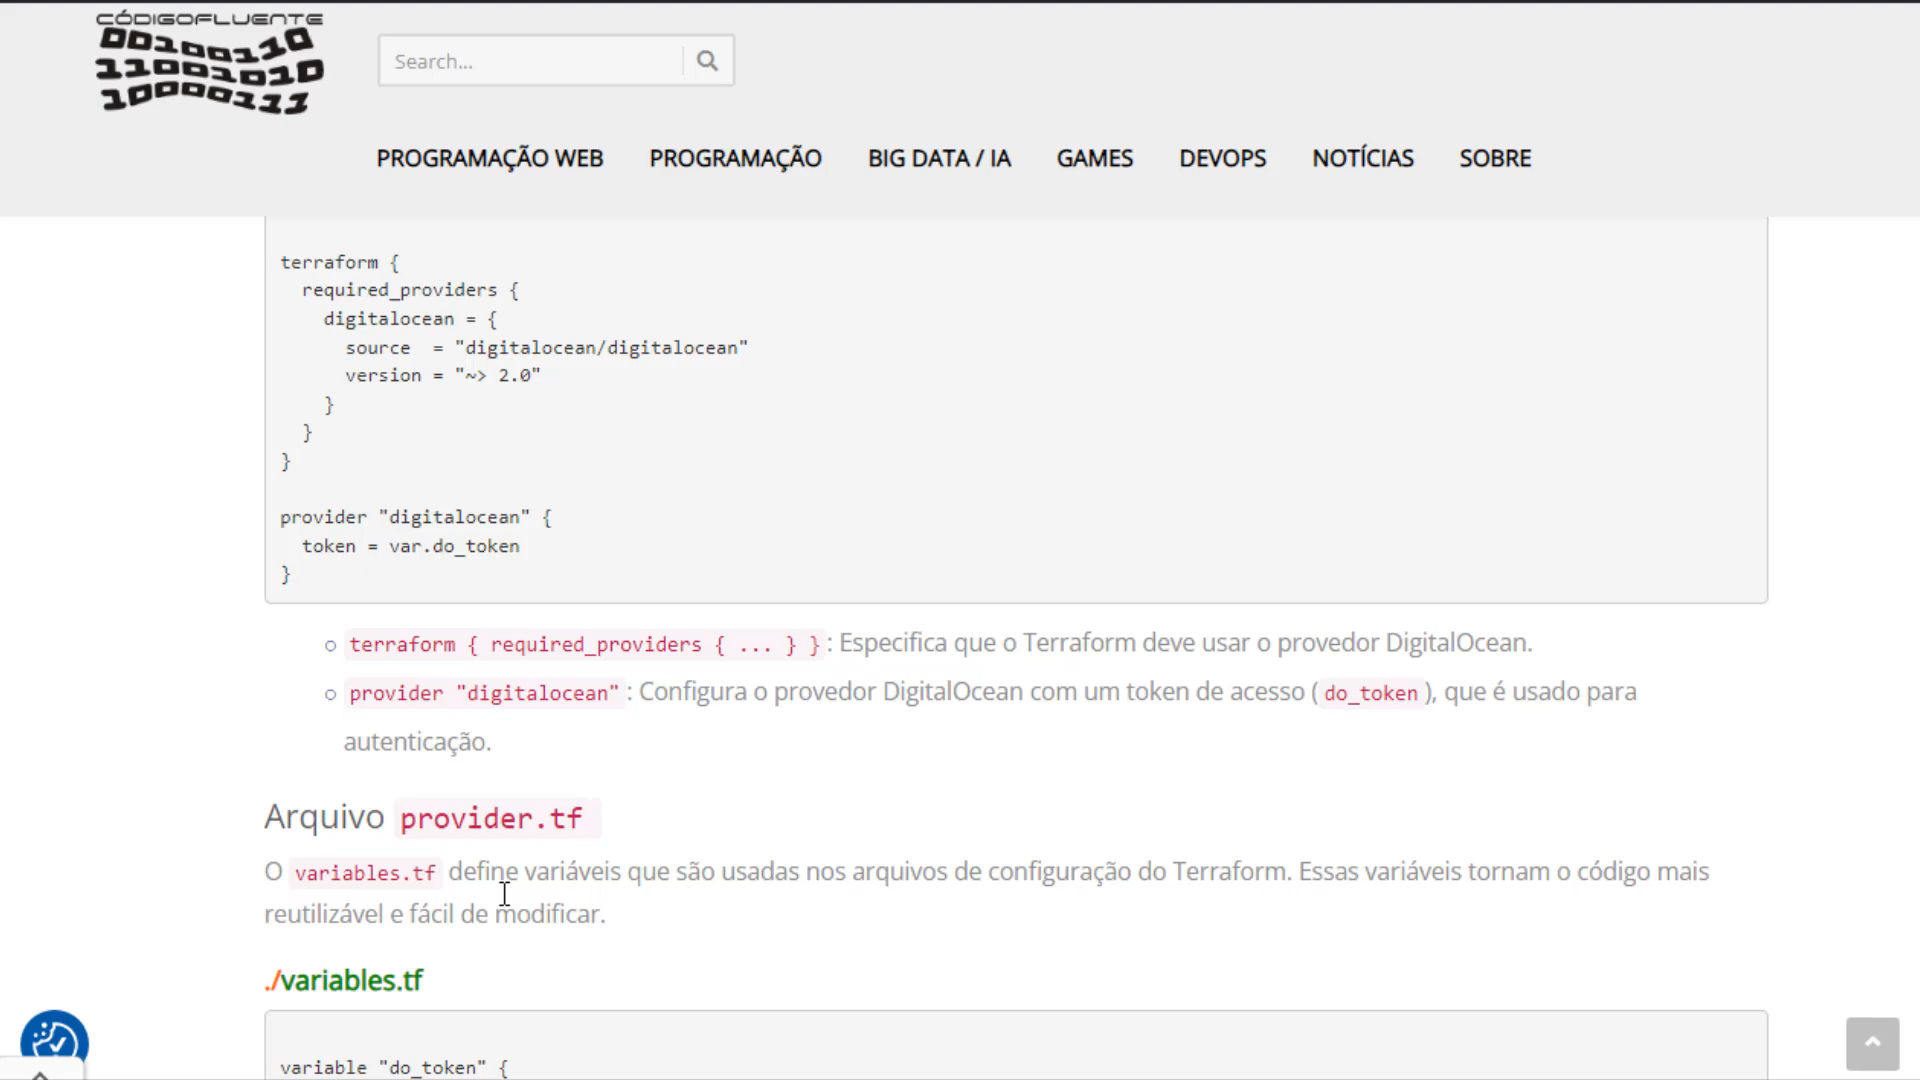 CÓDIGOFLUENTE
00100110
11001010
10000111
Search...
PROGRAMAÇÃO WEB PROGRAMAÇÃO BIG DATA / IA GAMES DEVOPS NOTÍCIAS SOBRE
terraform {
required_providers {
digitalocean = {
source = "digitalocean/digitalocean"
version = "~> 2.0"
}
}
}
provider "digitalocean" {
token = var.do_token
}
terraform { required_providers { ... } } : Especifica que o Terraform deve usar o provedor DigitalOcean.
provider "digitalocean" : Configura o provedor DigitalOcean com um token de acesso ( do_token ), que é usado para
autenticação.
Arquivo provider.tf
O variables.tf define variáveis que são usadas nos arquivos de configuração do Terraform. Essas variáveis tornam o código mais
reutilizável e fácil de modificar.
./variables.tf
variable "do_token" {